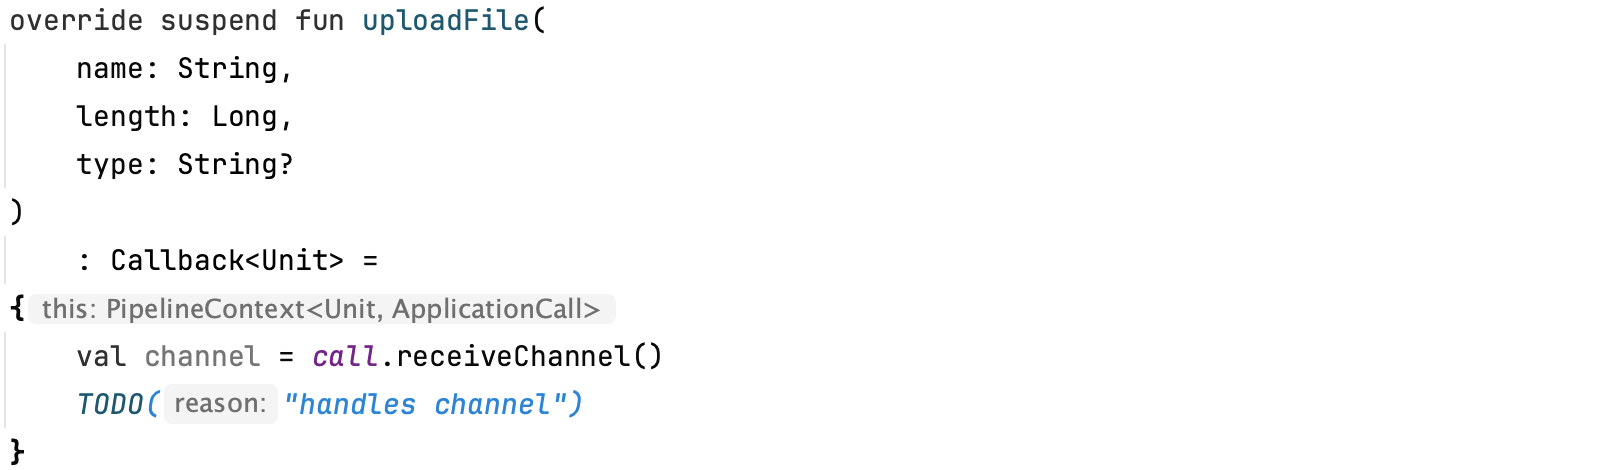 override suspend fun uploadFile(
    name: String,
    length: Long,
    type: String?
)
    : Callback<Unit> =
{ this: PipelineContext<Unit, ApplicationCall>
    val channel = call.receiveChannel()
    TODO( reason: "handles channel")
}